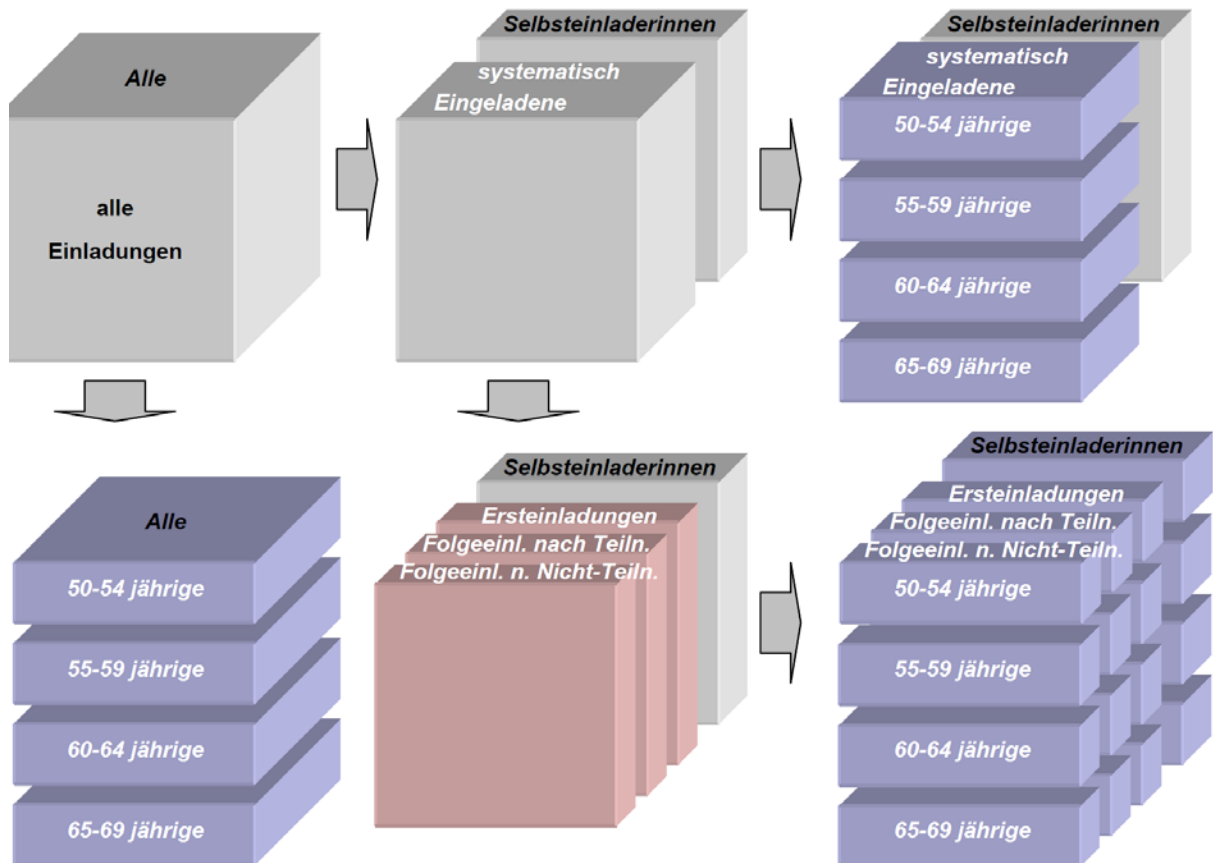 Alle
alle
Einladungen
Selbsteinladerinnen
systematisch
Eingeladene
Selbsteinladerinnen
systematisch
Eingeladene
50-54 jährige
55-59 jährige
60-64 jährige
65-69 jährige
Alle
50-54 jährige
55-59 jährige
60-64 jährige
65-69 jährige
Selbsteinladerinnen
Ersteinladungen
Folgeeinl. nach Teiln.
Folgeeinl. n. Nicht-Teiln.
Selbsteinladerinnen
Ersteinladungen
Folgeeinl. nach Teiln.
Folgeeinl. n. Nicht-Teiln.
50-54 jährige
55-59 jährige
60-64 jährige
65-69 jährige